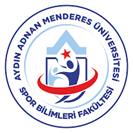 AYDIN ADNAN MENDERES ÜNİVERSİTESİ
SPOR BİLİMLERİ FAKÜLTESİ